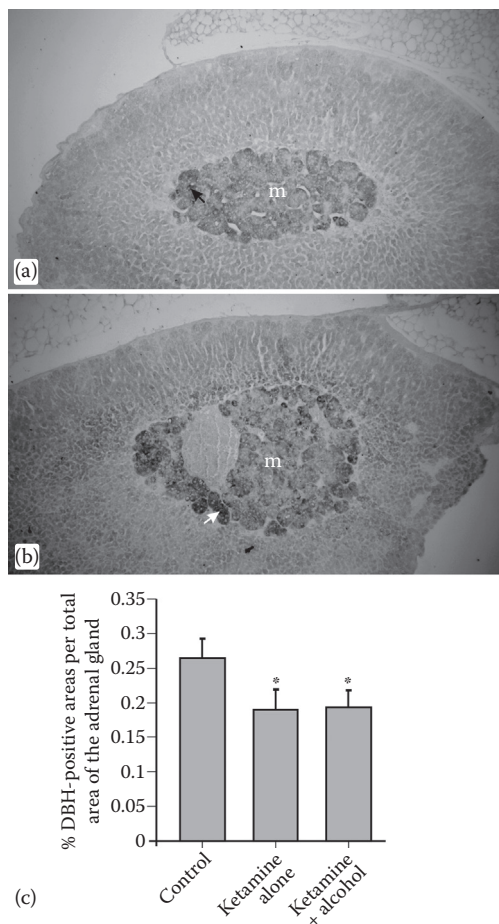 m
(a)
m
(b)
% DBH-positive areas per total
area of the adrenal gland
0.35
0.3
0.25
0.2
0.15
0.1
0.05
0
*
*
Control
Ketamine
alone
Ketamine
+ alcohol
(c)